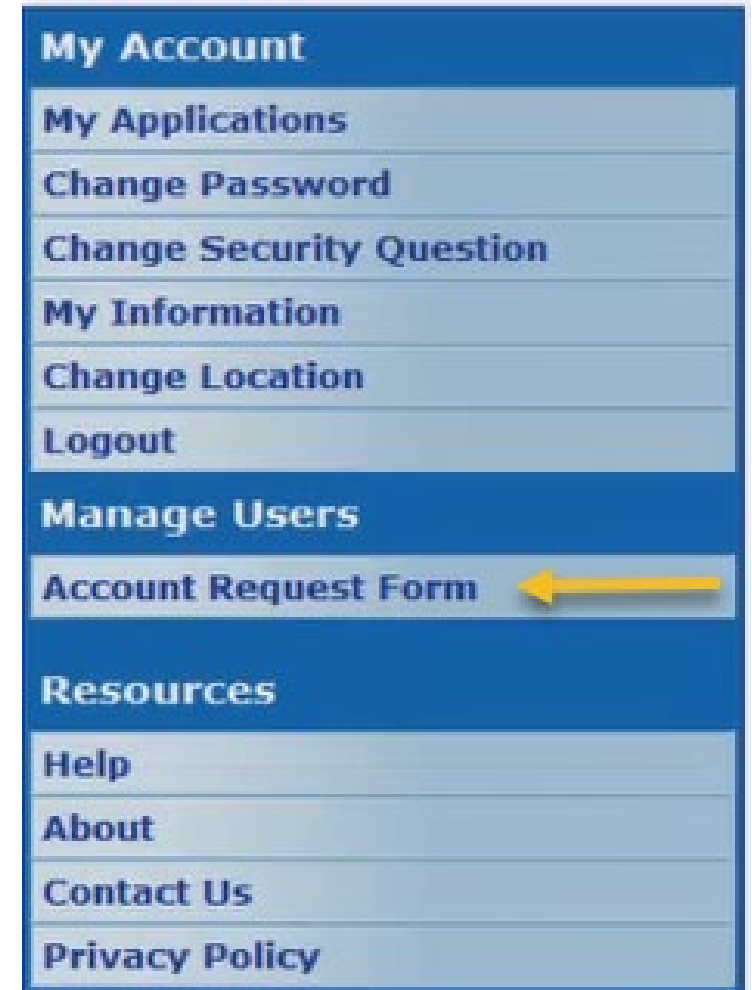 My Account
My Applications
Change Password
Change Security Question
My Information
Change Location
Logout
Manage Users
Account Request Form
Resources
Help
About
Contact Us
Privacy Policy